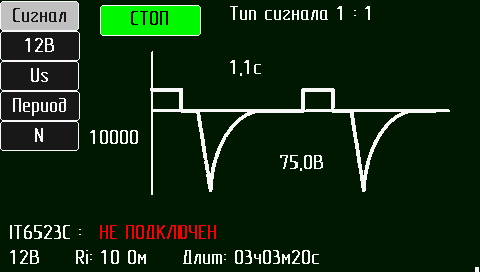 Сигнал
СТОП
Тип сигнала 1 : 1
12В
Us
1,1с
Период
N
10000
75,0В
IT6523C : НЕ ПОДКЛЮЧЕН
12В Ri: 10 Ом Длит: 03ч03м20с